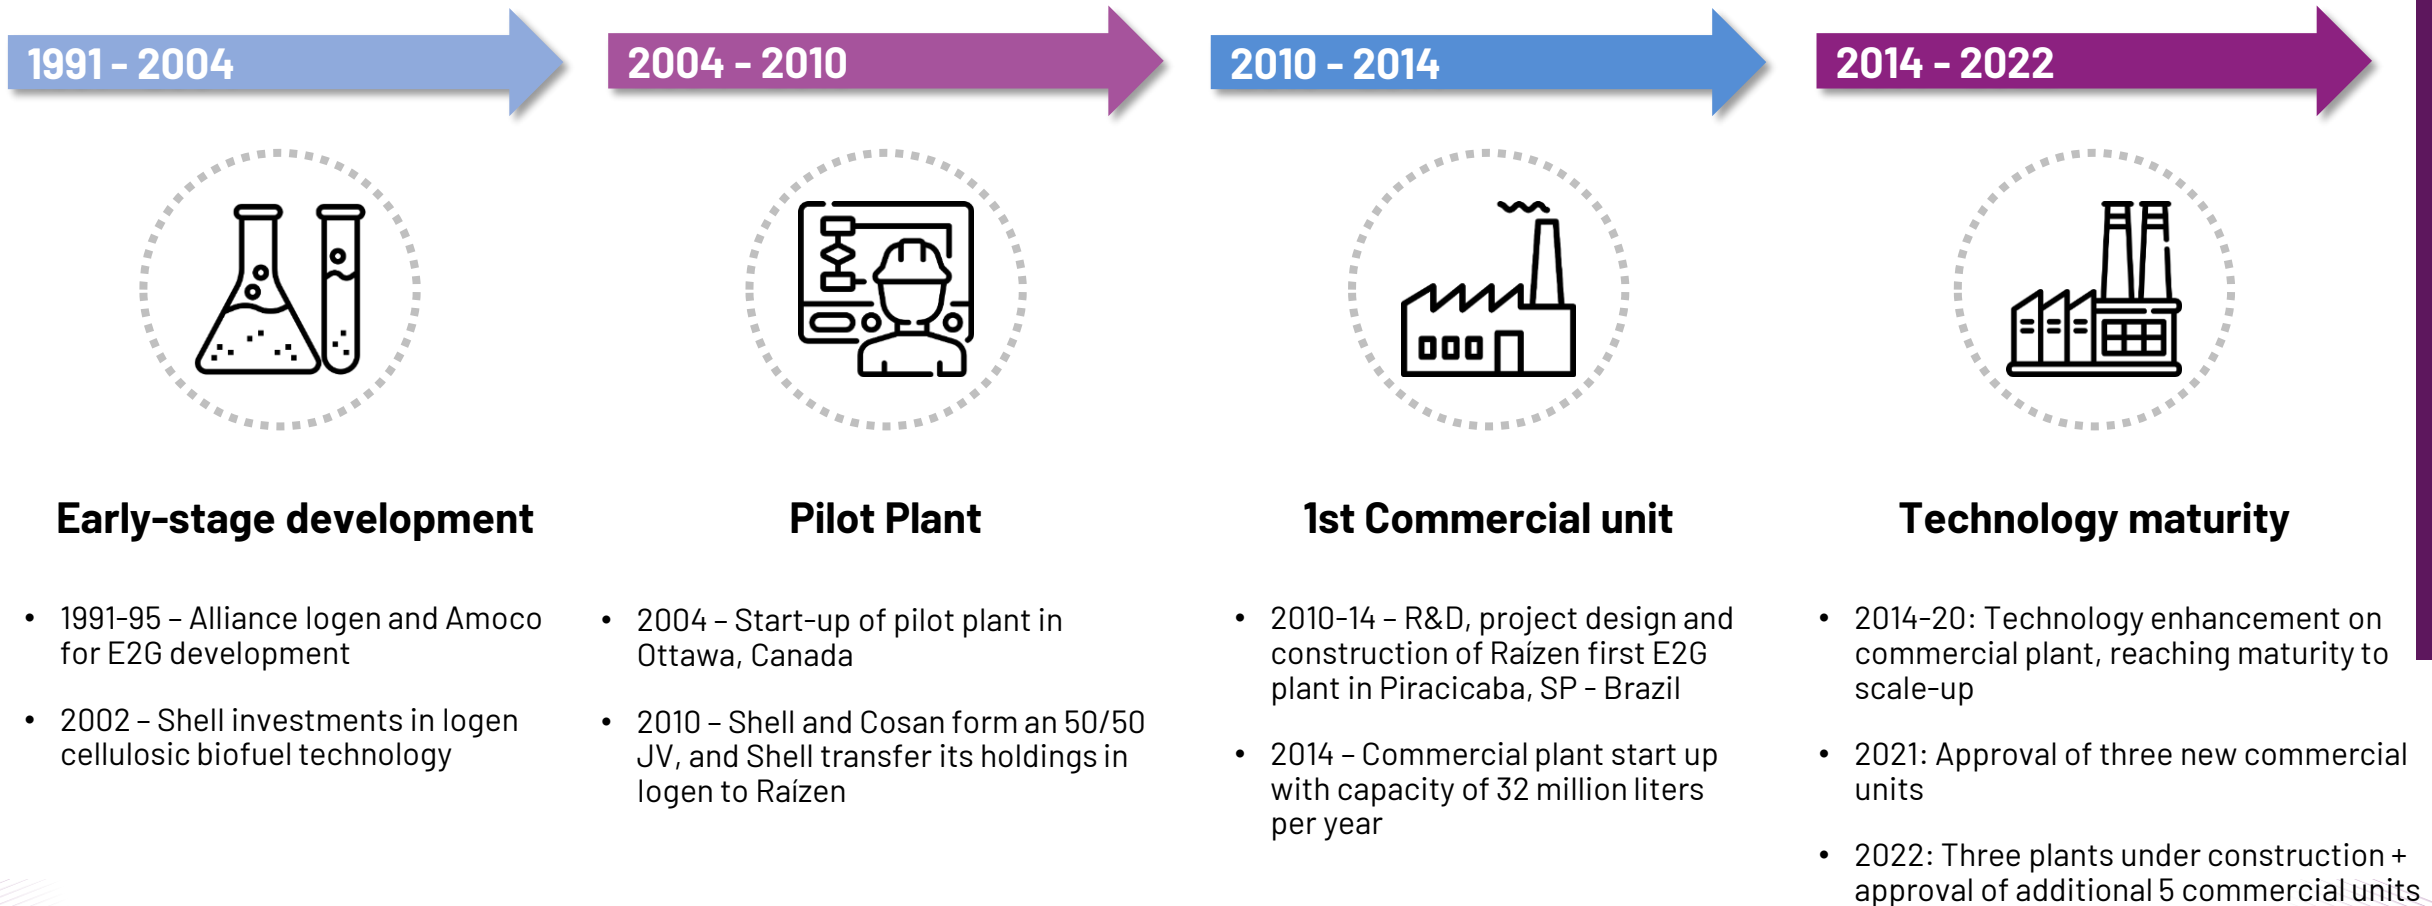 1991 - 2004
2004 - 2010
2010 - 2014
2014 - 2022
Early-stage development
• 1991-95 – Alliance Iogen and Amoco
for E2G development
• 2002 – Shell investments in Iogen
cellulosic biofuel technology
Pilot Plant
• 2004 – Start-up of pilot plant in
Ottawa, Canada
• 2010 – Shell and Cosan form an 50/50
JV, and Shell transfer its holdings in
Iogen to Raízen
1st Commercial unit
• 2010-14 – R&D, project design and
construction of Raízen first E2G
plant in Piracicaba, SP - Brazil
• 2014 – Commercial plant start up
with capacity of 32 million liters
per year
Technology maturity
• 2014-20: Technology enhancement on
commercial plant, reaching maturity to
scale-up
• 2021: Approval of three new commercial
units
• 2022: Three plants under construction +
approval of additional 5 commercial units